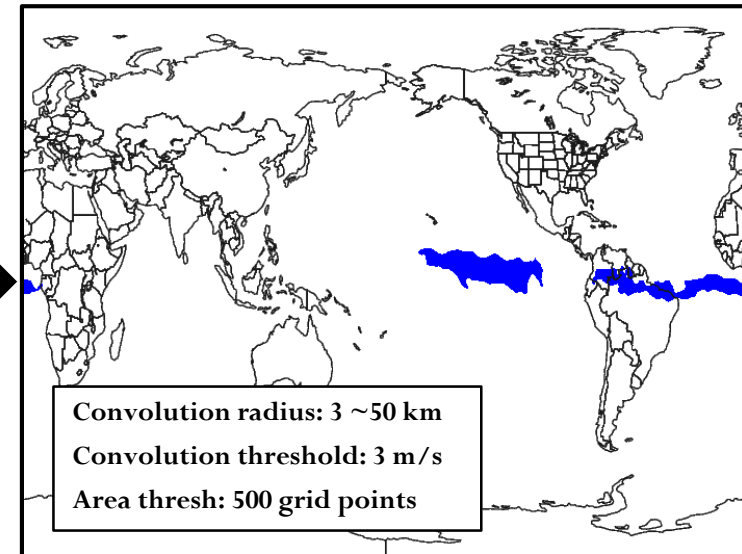 Convolution radius: 3 ~50 km
Convolution threshold: 3 m/s
Area thresh: 500 grid points